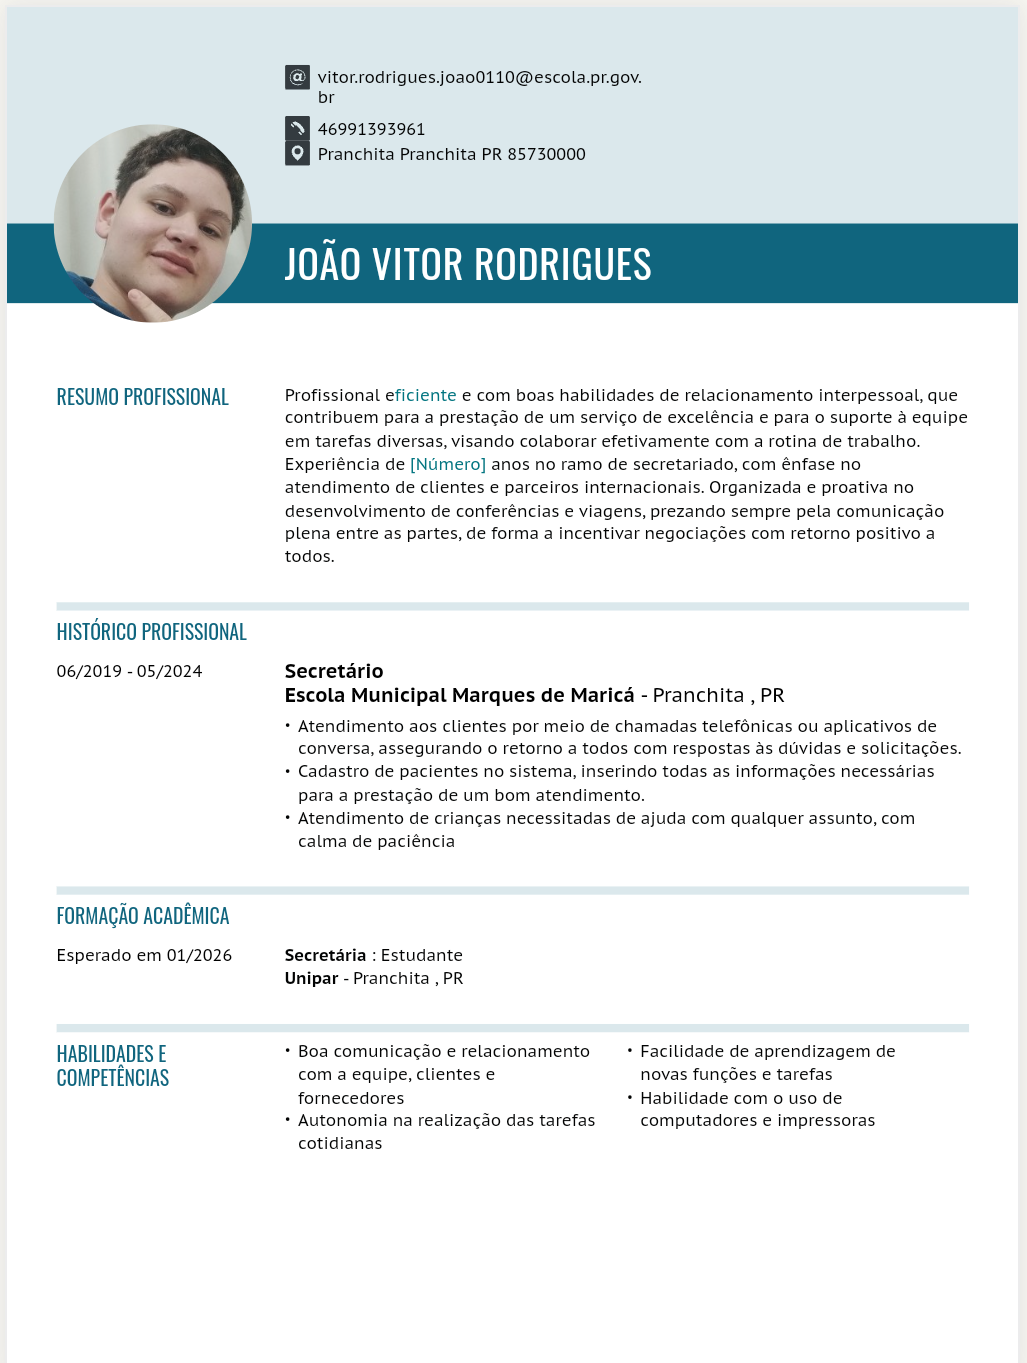 vitor.rodrigues.joao0110@escola.pr.gov.
br
46991393961
Pranchita Pranchita PR 85730000
JOÃO VITOR RODRIGUES
RESUMO PROFISSIONAL
Profissional eficiente e com boas habilidades de relacionamento interpessoal, que
contribuem para a prestação de um serviço de excelência e para o suporte à equipe
em tarefas diversas, visando colaborar efetivamente com a rotina de trabalho.
Experiência de [Número] anos no ramo de secretariado, com ênfase no
atendimento de clientes e parceiros internacionais. Organizada e proativa no
desenvolvimento de conferências e viagens, prezando sempre pela comunicação
plena entre as partes, de forma a incentivar negociações com retorno positivo a
todos.
HISTÓRICO PROFISSIONAL
06/2019 - 05/2024
Secretário
Escola Municipal Marques de Maricá - Pranchita , PR
• Atendimento aos clientes por meio de chamadas telefônicas ou aplicativos de
conversa, assegurando o retorno a todos com respostas às dúvidas e solicitações.
• Cadastro de pacientes no sistema, inserindo todas as informações necessárias
para a prestação de um bom atendimento.
• Atendimento de crianças necessitadas de ajuda com qualquer assunto, com
calma de paciência
FORMAÇÃO ACADÊMICA
Esperado em 01/2026
Secretária : Estudante
Unipar - Pranchita , PR
HABILIDADES E
COMPETÊNCIAS
• Boa comunicação e relacionamento
com a equipe, clientes e
fornecedores
• Autonomia na realização das tarefas
cotidianas
• Facilidade de aprendizagem de
novas funções e tarefas
• Habilidade com o uso de
computadores e impressoras